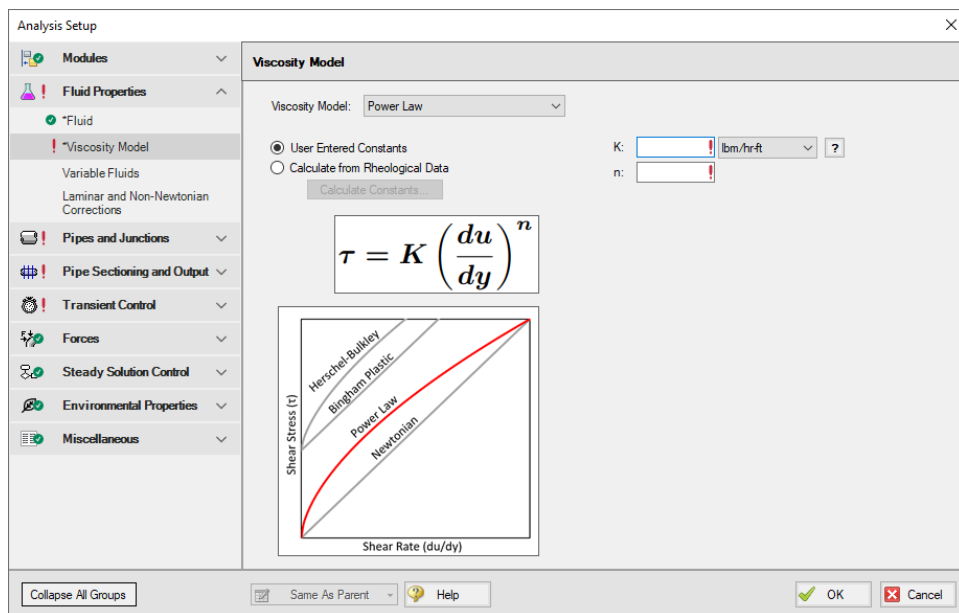 Analysis Setup
Modules
Fluid Properties
*Fluid
*Viscosity Model
Variable Fluids
Laminar and Non-Newtonian
Corrections
Pipes and Junctions
Pipe Sectioning and Output
Transient Control
Forces
Steady Solution Control
Environmental Properties
Miscellaneous
Collapse All Groups
Viscosity Model
Viscosity Model: Power Law
User Entered Constants
Calculate from Rheological Data
Calculate Constants...
K: lbm/hr-ft ?
n:
τ = K (du/dy)^n
Herschel-Bulkley
Bingham Plastic
Power Law
Newtonian
Shear Stress (τ)
Shear Rate (du/dy)
Same As Parent
Help
OK
Cancel